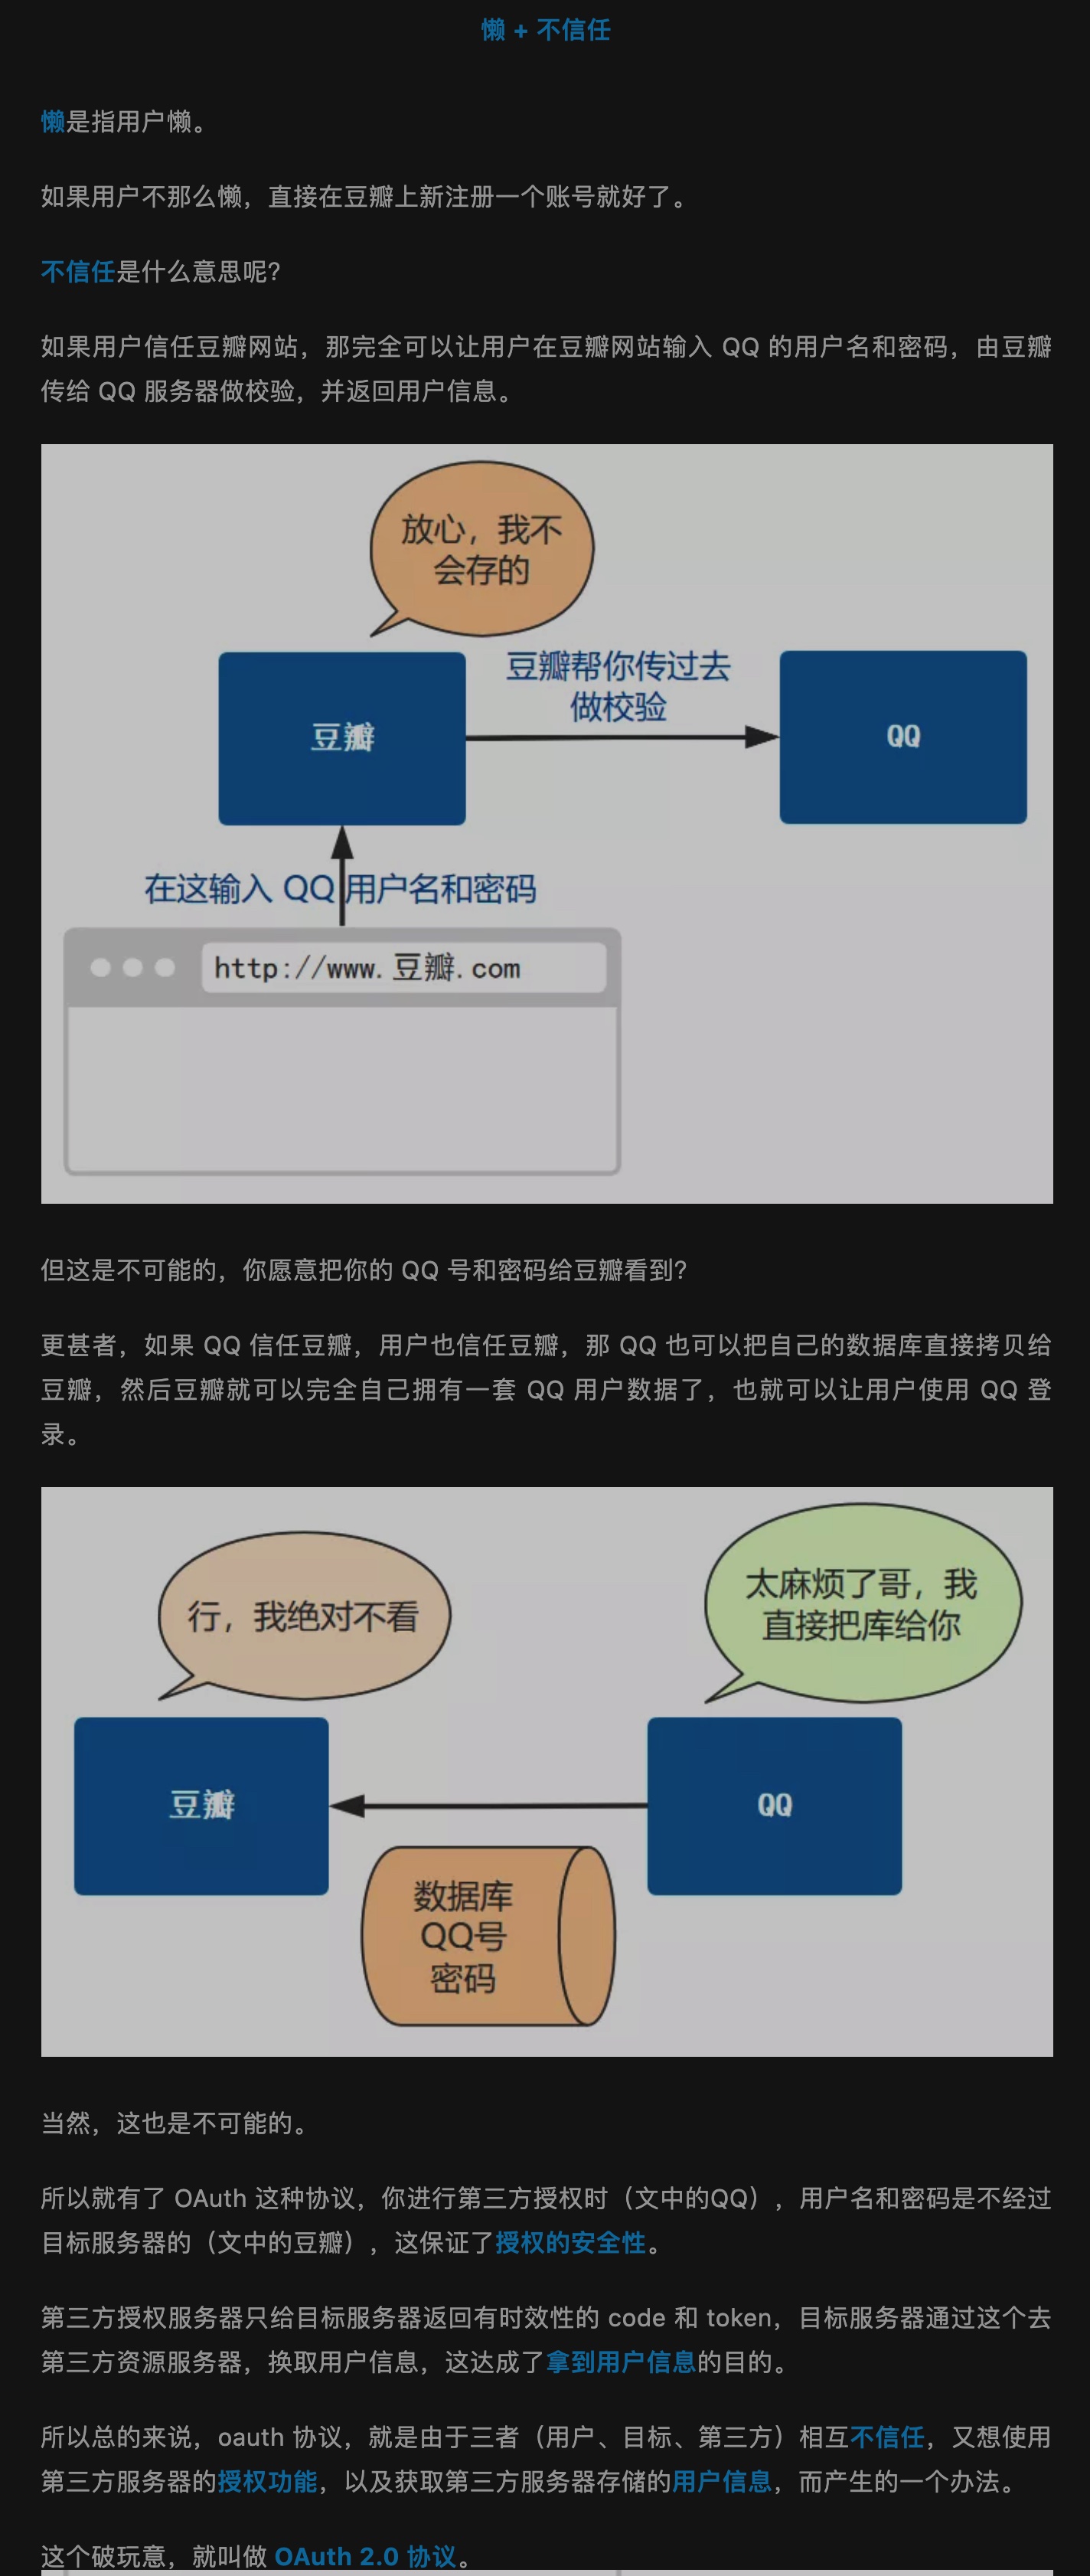 懒 + 不信任
懒是指用户懒。
如果用户不那么懒，直接在豆瓣上新注册一个账号就好了。
不信任是什么意思呢?
如果用户信任豆瓣网站，那完全可以让用户在豆瓣网站输入 QQ 的用户名和密码，由豆瓣
传给 QQ 服务器做校验，并返回用户信息。
放心，我不
会存的
豆瓣帮你传过去
做校验
豆瓣
QQ
在这输入 QQ 用户名和密码
http://www.豆瓣.com
但这是不可能的，你愿意把你的 QQ 号和密码给豆瓣看到?
更甚者，如果 QQ 信任豆瓣，用户也信任豆瓣，那 QQ 也可以把自己的数据库直接拷贝给
豆瓣，然后豆瓣就可以完全自己拥有一套 QQ 用户数据了，也就可以让用户使用 QQ 登
录。
行，我绝对不看
太麻烦了哥，我
直接把库给你
豆瓣
QQ
数据库
QQ号
密码
当然，这也是不可能的。
所以就有了 OAuth 这种协议，你进行第三方授权时（文中的QQ），用户名和密码是不经过
目标服务器的（文中的豆瓣），这保证了授权的安全性。
第三方授权服务器只给目标服务器返回有时效性的 code 和 token，目标服务器通过这个去
第三方资源服务器，换取用户信息，这达成了拿到用户信息的目的。
所以总的来说，oauth 协议，就是由于三者（用户、目标、第三方）相互不信任，又想使用
第三方服务器的授权功能，以及获取第三方服务器存储的用户信息，而产生的一个办法。
这个破玩意，就叫做 OAuth 2.0 协议。